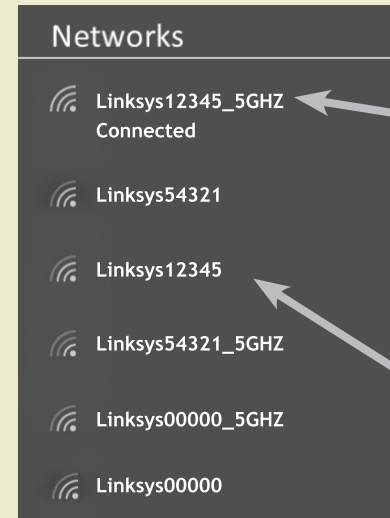 Networks
Linksys12345_5GHZ
Connected
Linksys54321
Linksys12345
Linksys54321_5GHZ
Linksys00000_5GHZ
Linksys00000